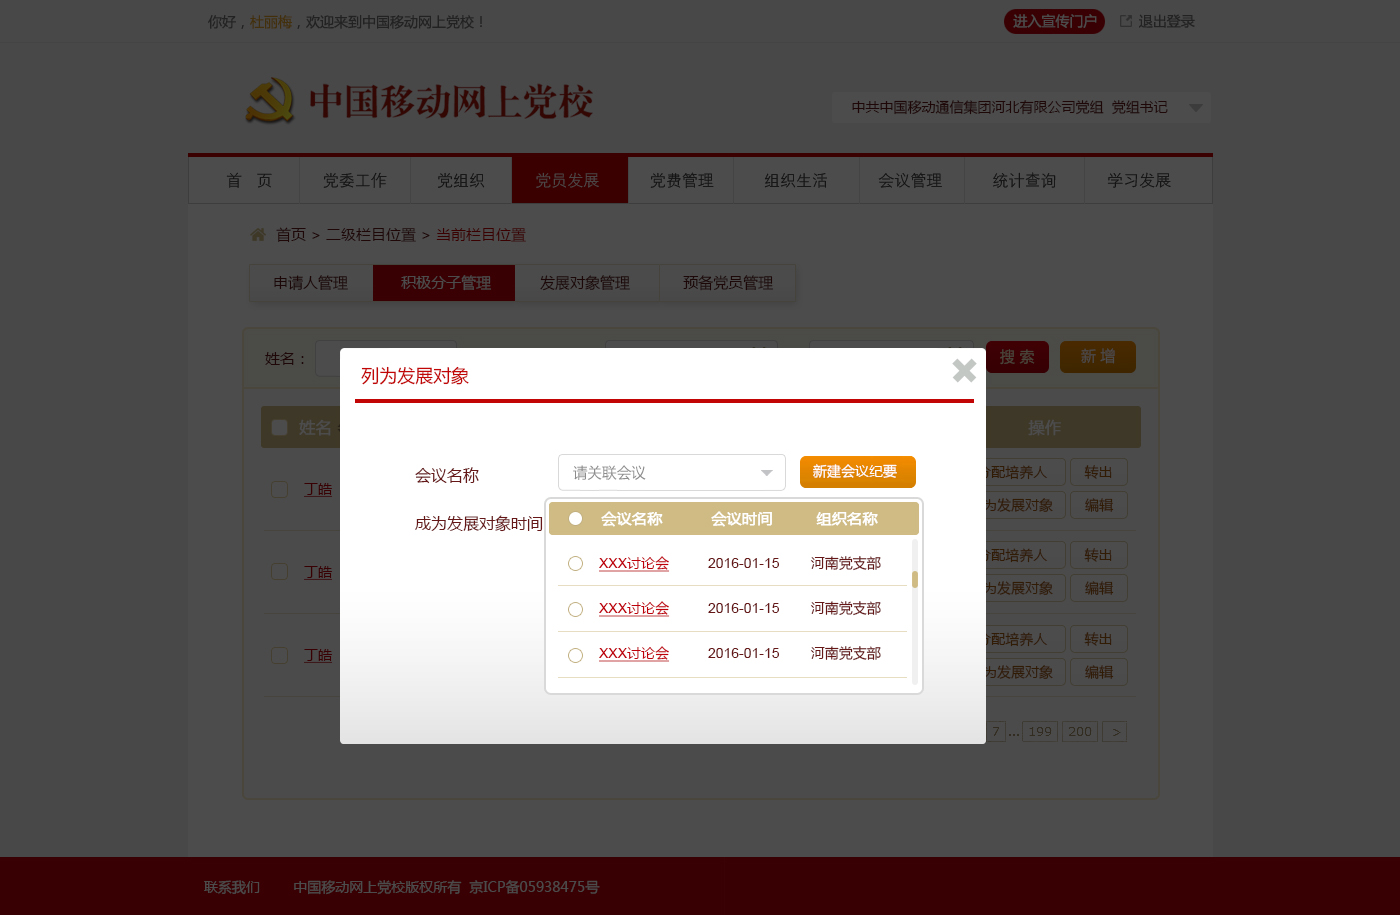 你好，杜丽梅，欢迎来到中国移动网上党校！
进入宣传门户 退出登录
中国移动网上党校
中共中国移动通信集团河北有限公司党组 党组书记
首 页 党委工作 党组织 党员发展 党费管理 组织生活 会议管理 统计查询 学习发展
首页 > 二级栏目位置 > 当前栏目位置
申请人管理 积极分子管理 发展对象管理 预备党员管理
姓名： 搜 索 新 增
列为发展对象
姓名 操作
会议名称 请关联会议 新建会议纪要
成为发展对象时间
会议名称 会议时间 组织名称
XXX讨论会 2016-01-15 河南党支部
XXX讨论会 2016-01-15 河南党支部
XXX讨论会 2016-01-15 河南党支部
丁皓 配培养人 转出
为发展对象 编辑
丁皓 配培养人 转出
为发展对象 编辑
丁皓 配培养人 转出
为发展对象 编辑
7 ... 199 200 >
联系我们 中国移动网上党校版权所有 京ICP备05938475号